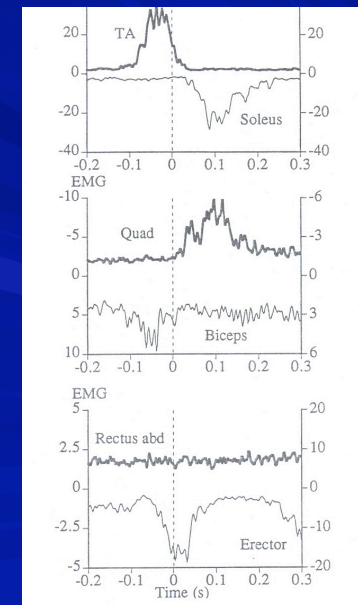 20 20
TA
0 0
-20 -20
Soleus
-40 -40
-0.2 -0.1 0 0.1 0.2 0.3
EMG
-10 -6
Quad
-5 -3
0 0
5 3
Biceps
10 6
-0.2 -0.1 0 0.1 0.2 0.3
EMG
5 20
Rectus abd
2.5 10
0 0
-2.5 -10
Erector
-5 -20
-0.2 -0.1 0 0.1 0.2 0.3
Time (s)